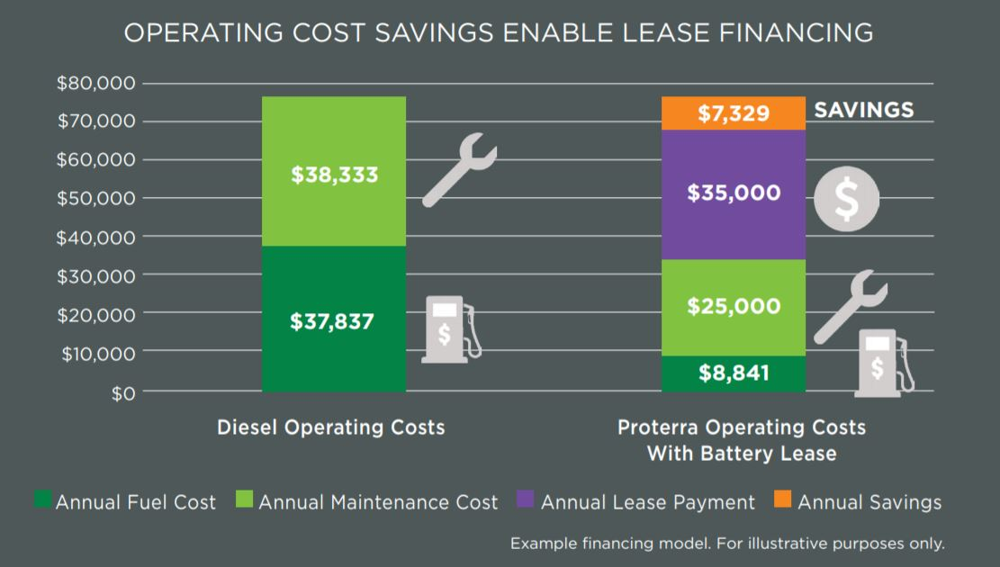 OPERATING COST SAVINGS ENABLE LEASE FINANCING
$80,000
$70,000
$60,000
$50,000
$40,000
$30,000
$20,000
$10,000
$0
$38,333
$37,837
$
$7,329
SAVINGS
$35,000
$
$25,000
$8,841
$
Diesel Operating Costs
Proterra Operating Costs
With Battery Lease
Annual Fuel Cost
Annual Maintenance Cost
Annual Lease Payment
Annual Savings
Example financing model. For illustrative purposes only.